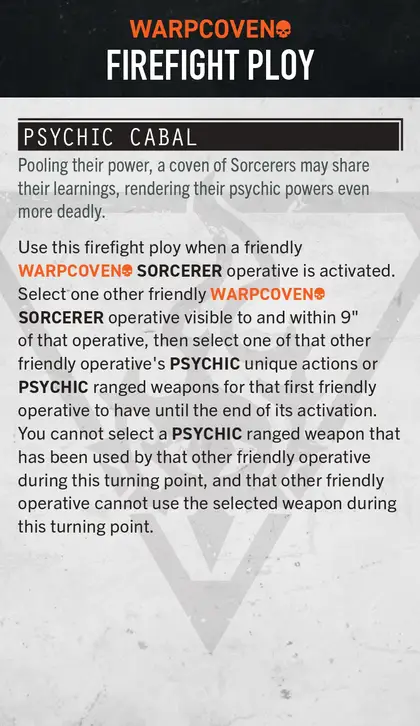 WARPCOVEN
FIREFIGHT PLOY
PSYCHIC CABAL
Pooling their power, a coven of Sorcerers may share
their learnings, rendering their psychic powers even
more deadly.
Use this firefight ploy when a friendly
WARPCOVEN SORCERER operative is activated.
Select one other friendly WARPCOVEN
SORCERER operative visible to and within 9"
of that operative, then select one of that other
friendly operative's PSYCHIC unique actions or
PSYCHIC ranged weapons for that first friendly
operative to have until the end of its activation.
You cannot select a PSYCHIC ranged weapon that
has been used by that other friendly operative
during this turning point, and that other friendly
operative cannot use the selected weapon during
this turning point.